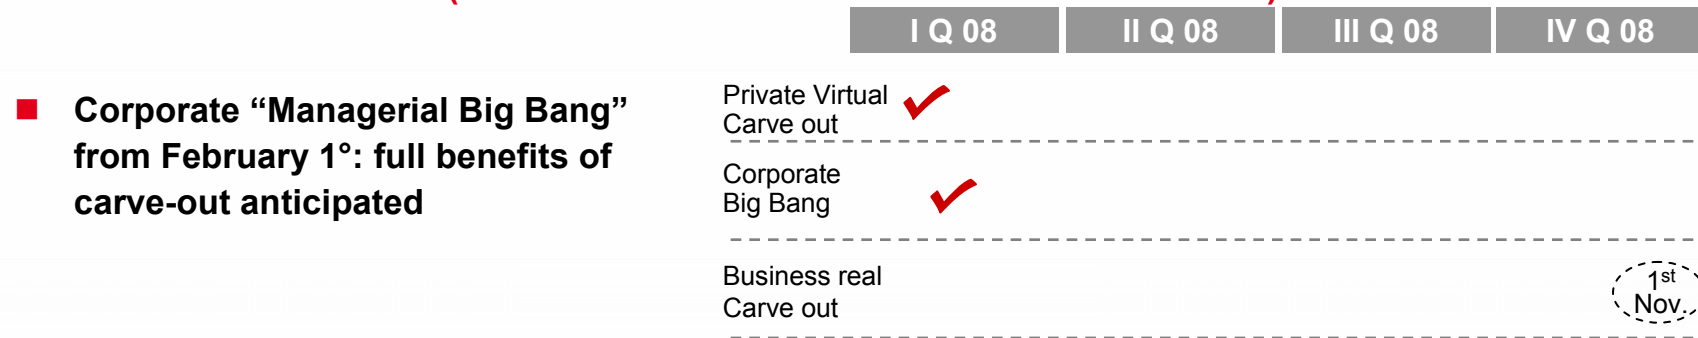 I Q 08
II Q 08
III Q 08
IV Q 08
Corporate “Managerial Big Bang”
from February 1°: full benefits of
carve-out anticipated
Private Virtual
Carve out
Corporate
Big Bang
Business real
Carve out
1st
Nov.